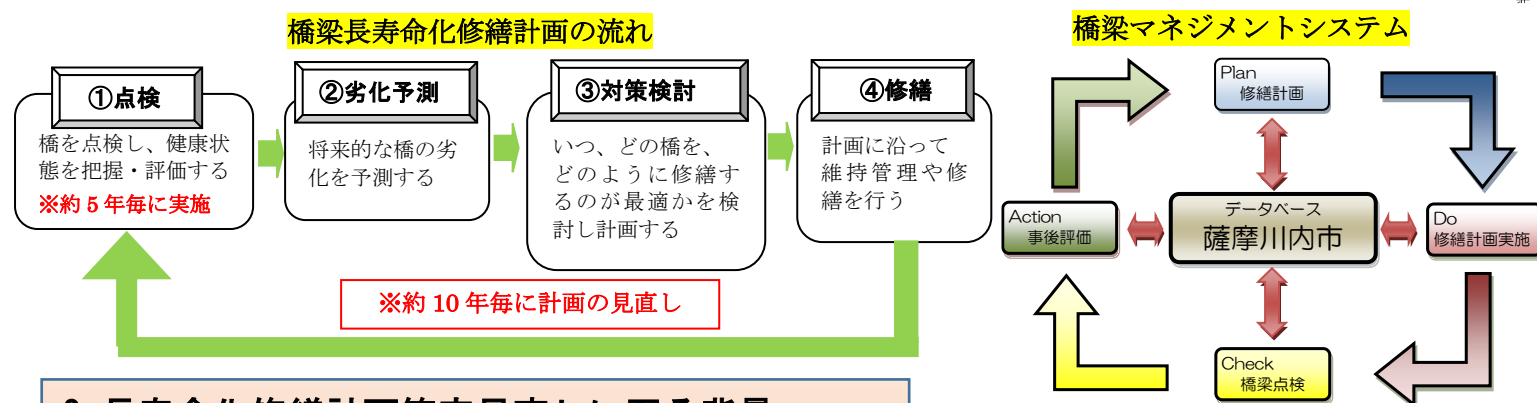 橋梁長寿命化修繕計画の流れ
①点検
橋を点検し、健康状
態を把握・評価する
※約5年毎に実施
②劣化予測
将来的な橋の劣
化を予測する
③対策検討
いつ、どの橋を、
どのように修繕す
るのが最適かを検
討し計画する
④修繕
計画に沿って
維持管理や修
繕を行う
※約10年毎に計画の見直し
橋梁マネジメントシステム
Plan
修繕計画
Action
事後評価
データベース
薩摩川内市
Do
修繕計画実施
Check
橋梁点検